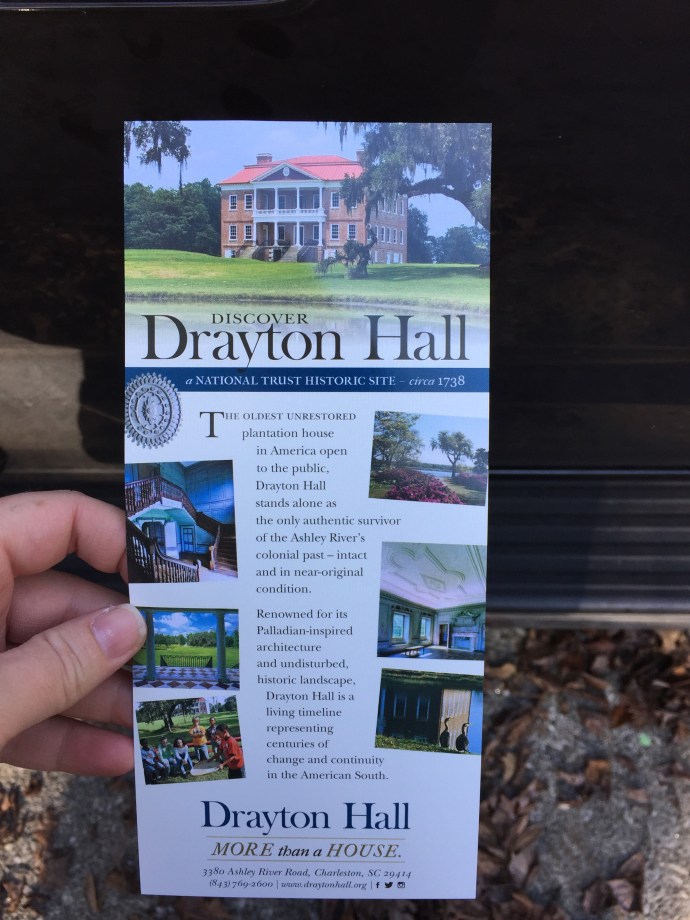 DISCOVER
Drayton Hall
a NATIONAL TRUST HISTORIC SITE – circa 1738
THE OLDEST UNRESTORED
plantation house
in America open
to the public,
Drayton Hall
stands alone as
the only authentic survivor
of the Ashley River's
colonial past – intact
and in near-original
condition.
Renowned for its
Palladian-inspired
architecture
and undisturbed,
historic landscape,
Drayton Hall is a
living timeline
representing
centuries of
change and continuity
in the American South.
Drayton Hall
MORE than a HOUSE.
3380 Ashley River Road, Charleston, SC 29414
(843) 769-2600 | www.draytonhall.org |